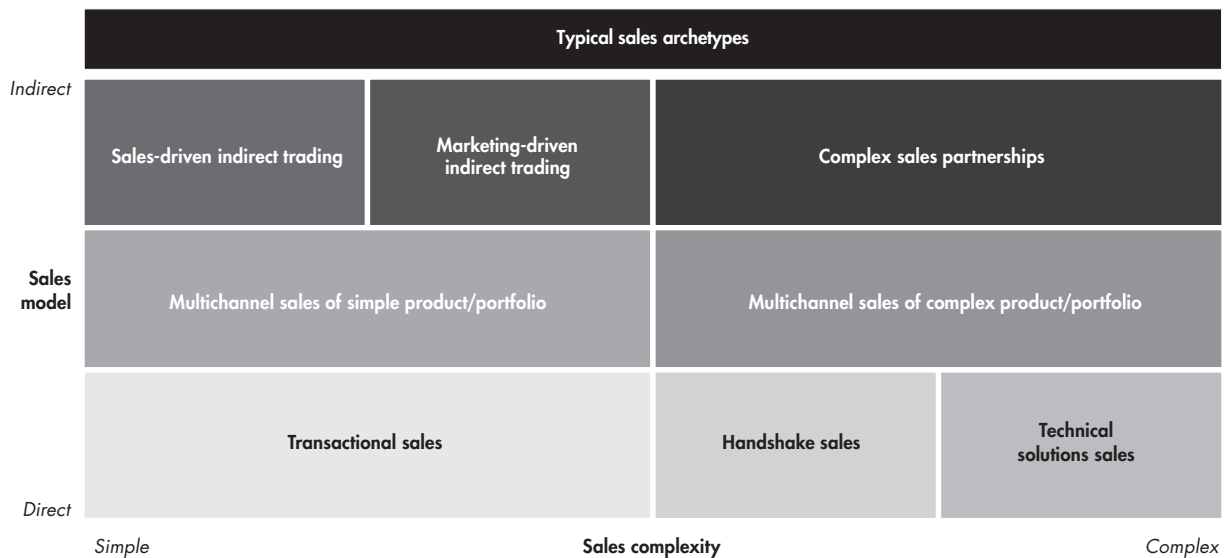 Typical sales archetypes
Indirect
Sales-driven indirect trading
Marketing-driven
indirect trading
Complex sales partnerships
Sales
model
Multichannel sales of simple product/portfolio
Multichannel sales of complex product/portfolio
Transactional sales
Handshake sales
Technical
solutions sales
Direct
Simple
Sales complexity
Complex